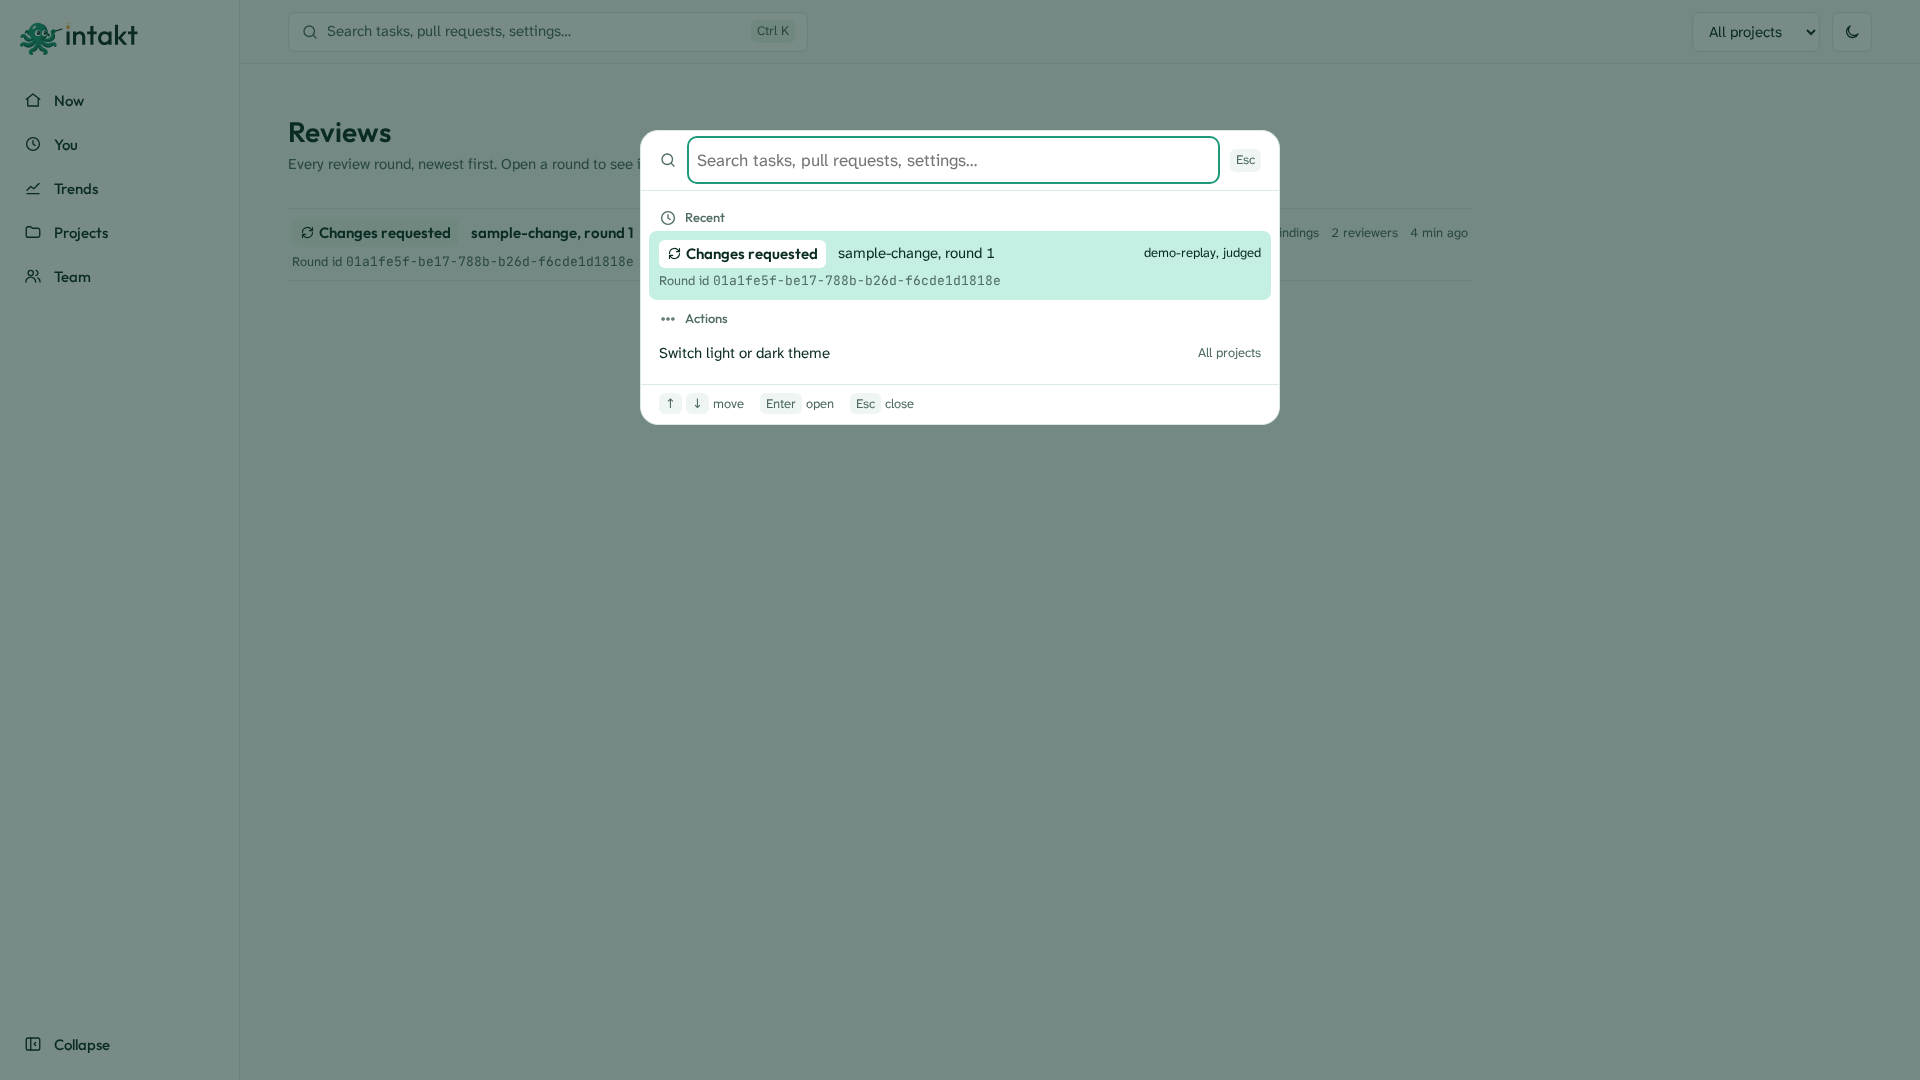 intakt
Search tasks, pull requests, settings...
Ctrl K
All projects
Now
You
Trends
Projects
Team
Collapse
Reviews
Every review round, newest first. Open a round to see
Changes requested
sample-change, round 1
2 reviewers
4 min ago
Round id 01a1fe5f-be17-788b-b26d-f6cde1d1818e
Search tasks, pull requests, settings...
Esc
Recent
Changes requested
sample-change, round 1
demo-replay, judged
Round id 01a1fe5f-be17-788b-b26d-f6cde1d1818e
Actions
Switch light or dark theme
All projects
↑ ↓ move
Enter open
Esc close